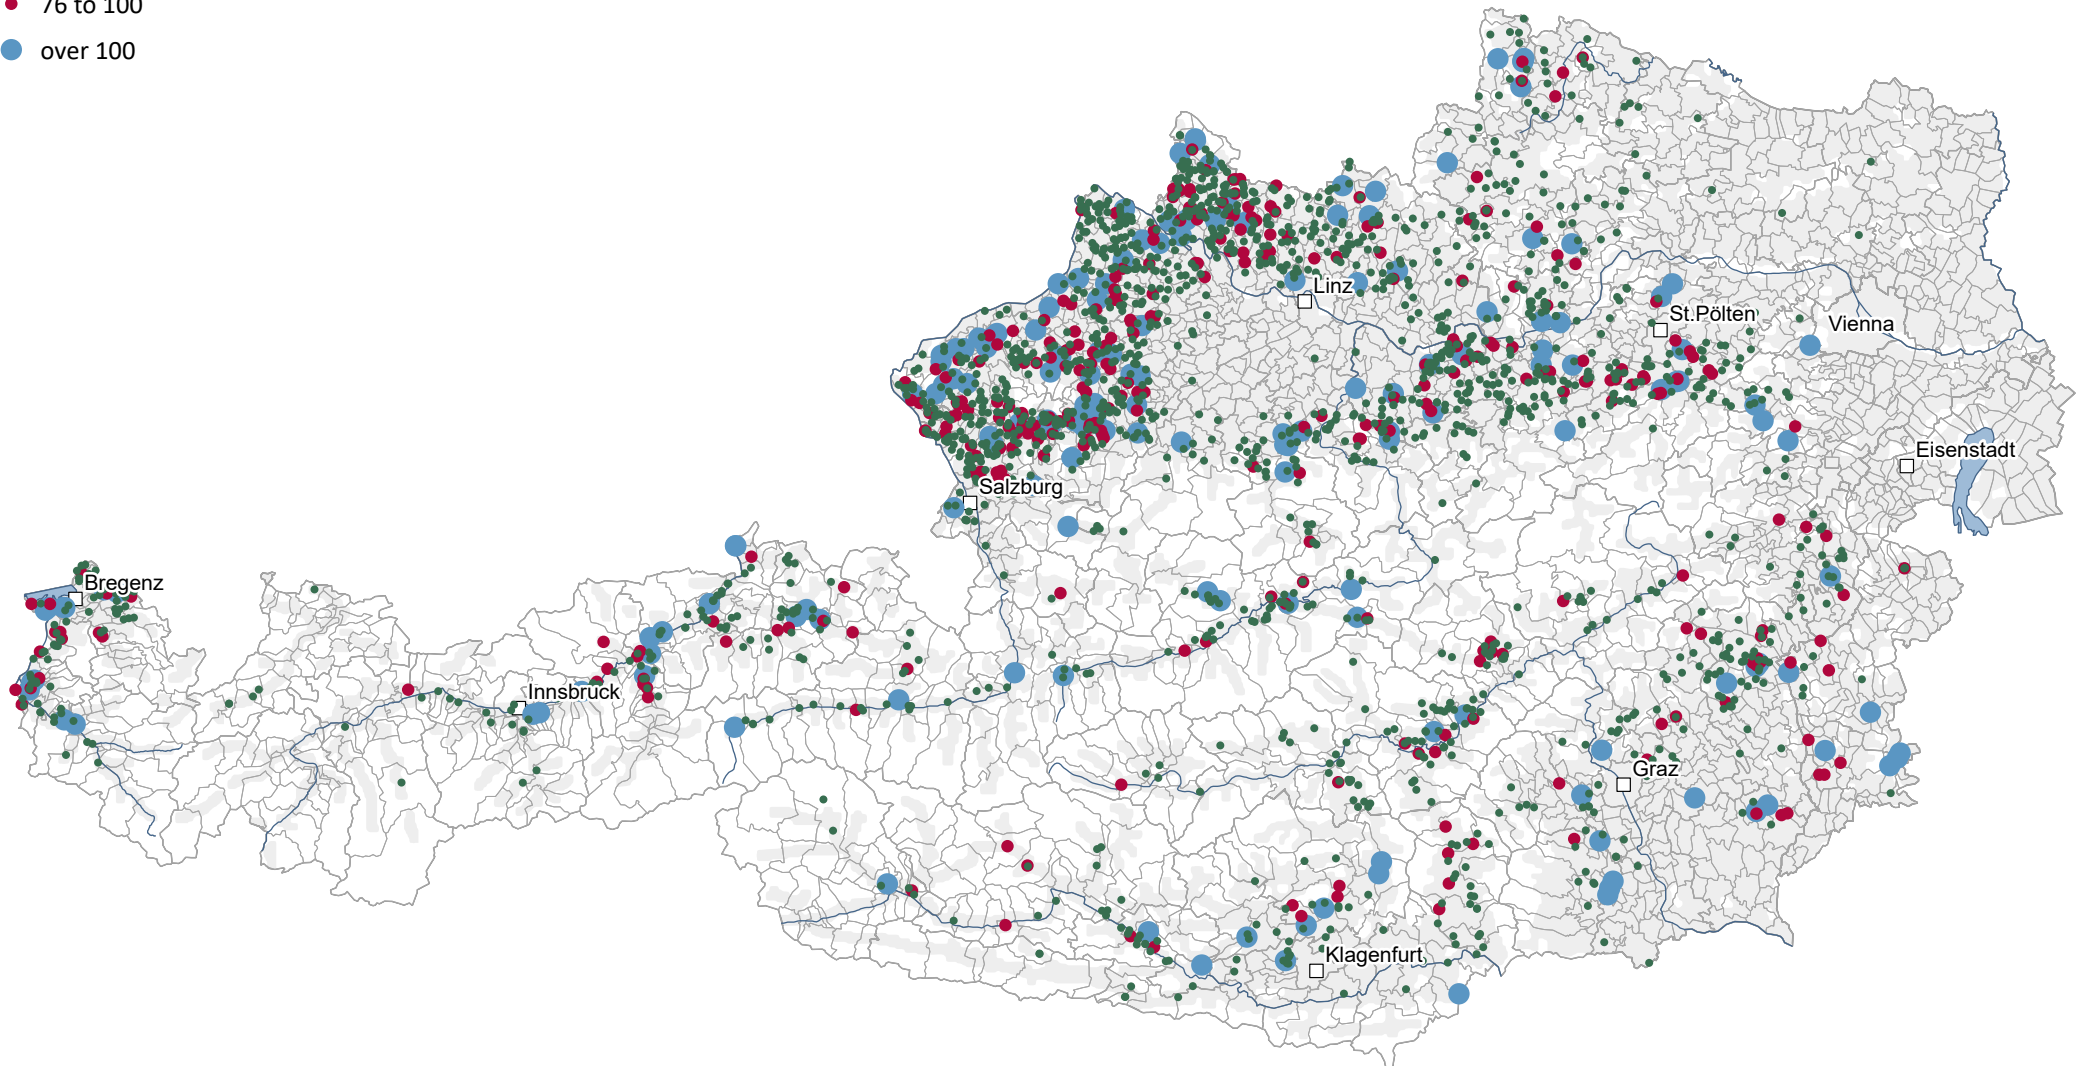 76 to 100
over 100
Linz
St.Pölten
Vienna
Eisenstadt
Salzburg
Bregenz
Innsbruck
Graz
Klagenfurt